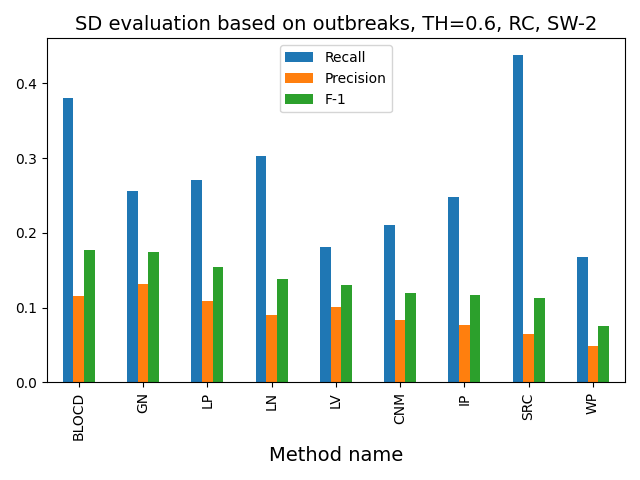 SD evaluation based on outbreaks, TH=0.6, RC, SW-2
Recall
Precision
F-1
0.4
0.3
0.2
0.1
0.0
BLOCD
GN
LP
LN
LV
CNM
IP
SRC
WP
Method name